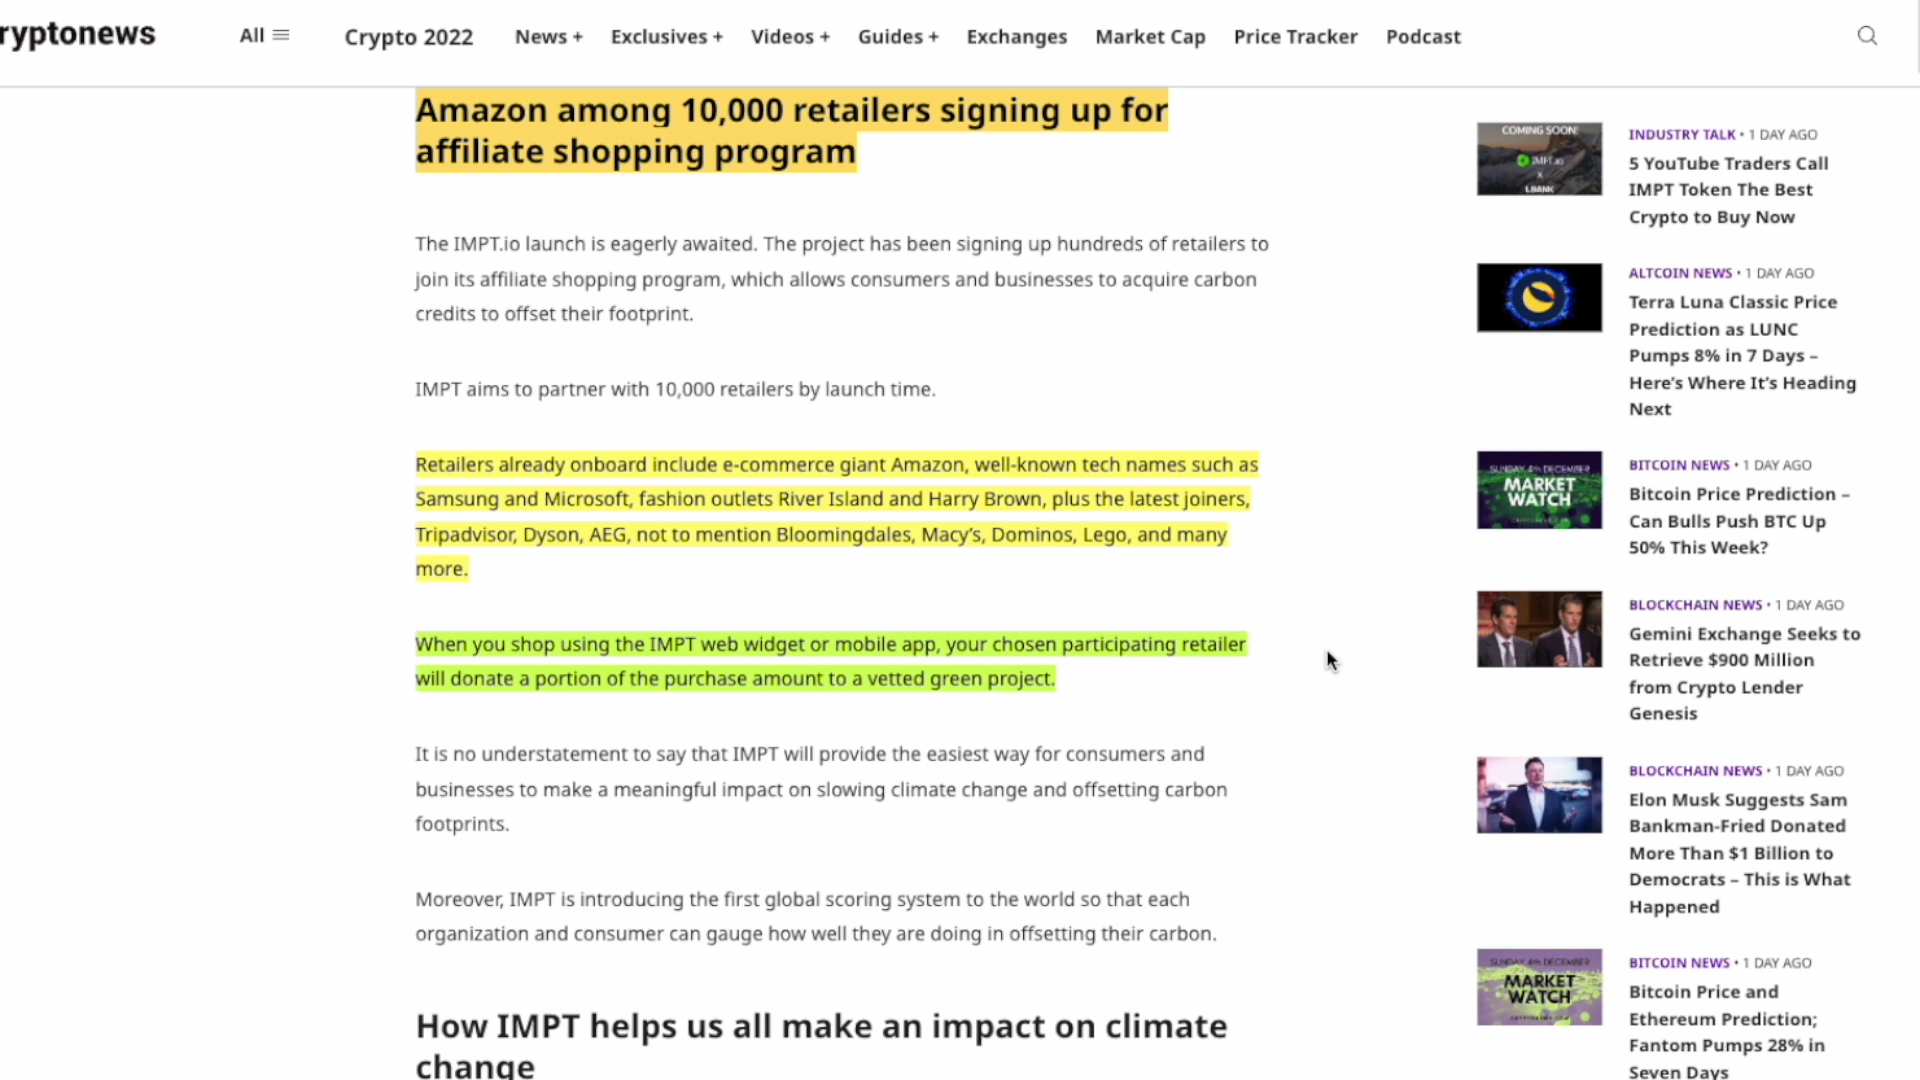 ryptonews
All
Crypto 2022
News +
Exclusives +
Videos +
Guides +
Exchanges
Market Cap
Price Tracker
Podcast
Amazon among 10,000 retailers signing up for
affiliate shopping program
The IMPT.io launch is eagerly awaited. The project has been signing up hundreds of retailers to
join its affiliate shopping program, which allows consumers and businesses to acquire carbon
credits to offset their footprint.
IMPT aims to partner with 10,000 retailers by launch time.
Retailers already onboard include e-commerce giant Amazon, well-known tech names such as
Samsung and Microsoft, fashion outlets River Island and Harry Brown, plus the latest joiners,
Tripadvisor, Dyson, AEG, not to mention Bloomingdales, Macy's, Dominos, Lego, and many
more.
When you shop using the IMPT web widget or mobile app, your chosen participating retailer
will donate a portion of the purchase amount to a vetted green project.
It is no understatement to say that IMPT will provide the easiest way for consumers and
businesses to make a meaningful impact on slowing climate change and offsetting carbon
footprints.
Moreover, IMPT is introducing the first global scoring system to the world so that each
organization and consumer can gauge how well they are doing in offsetting their carbon.
How IMPT helps us all make an impact on climate
change
COMING SOON!
IMPT.io
X
LBANK
INDUSTRY TALK • 1 DAY AGO
5 YouTube Traders Call
IMPT Token The Best
Crypto to Buy Now
ALTCOIN NEWS • 1 DAY AGO
Terra Luna Classic Price
Prediction as LUNC
Pumps 8% in 7 Days –
Here's Where It's Heading
Next
SUNDAY 4th DECEMBER
MARKET
WATCH
BITCOIN NEWS • 1 DAY AGO
Bitcoin Price Prediction –
Can Bulls Push BTC Up
50% This Week?
BLOCKCHAIN NEWS • 1 DAY AGO
Gemini Exchange Seeks to
Retrieve $900 Million
from Crypto Lender
Genesis
BLOCKCHAIN NEWS • 1 DAY AGO
Elon Musk Suggests Sam
Bankman-Fried Donated
More Than $1 Billion to
Democrats – This is What
Happened
SUNDAY 4th DECEMBER
MARKET
WATCH
BITCOIN NEWS • 1 DAY AGO
Bitcoin Price and
Ethereum Prediction;
Fantom Pumps 28% in
Seven Days